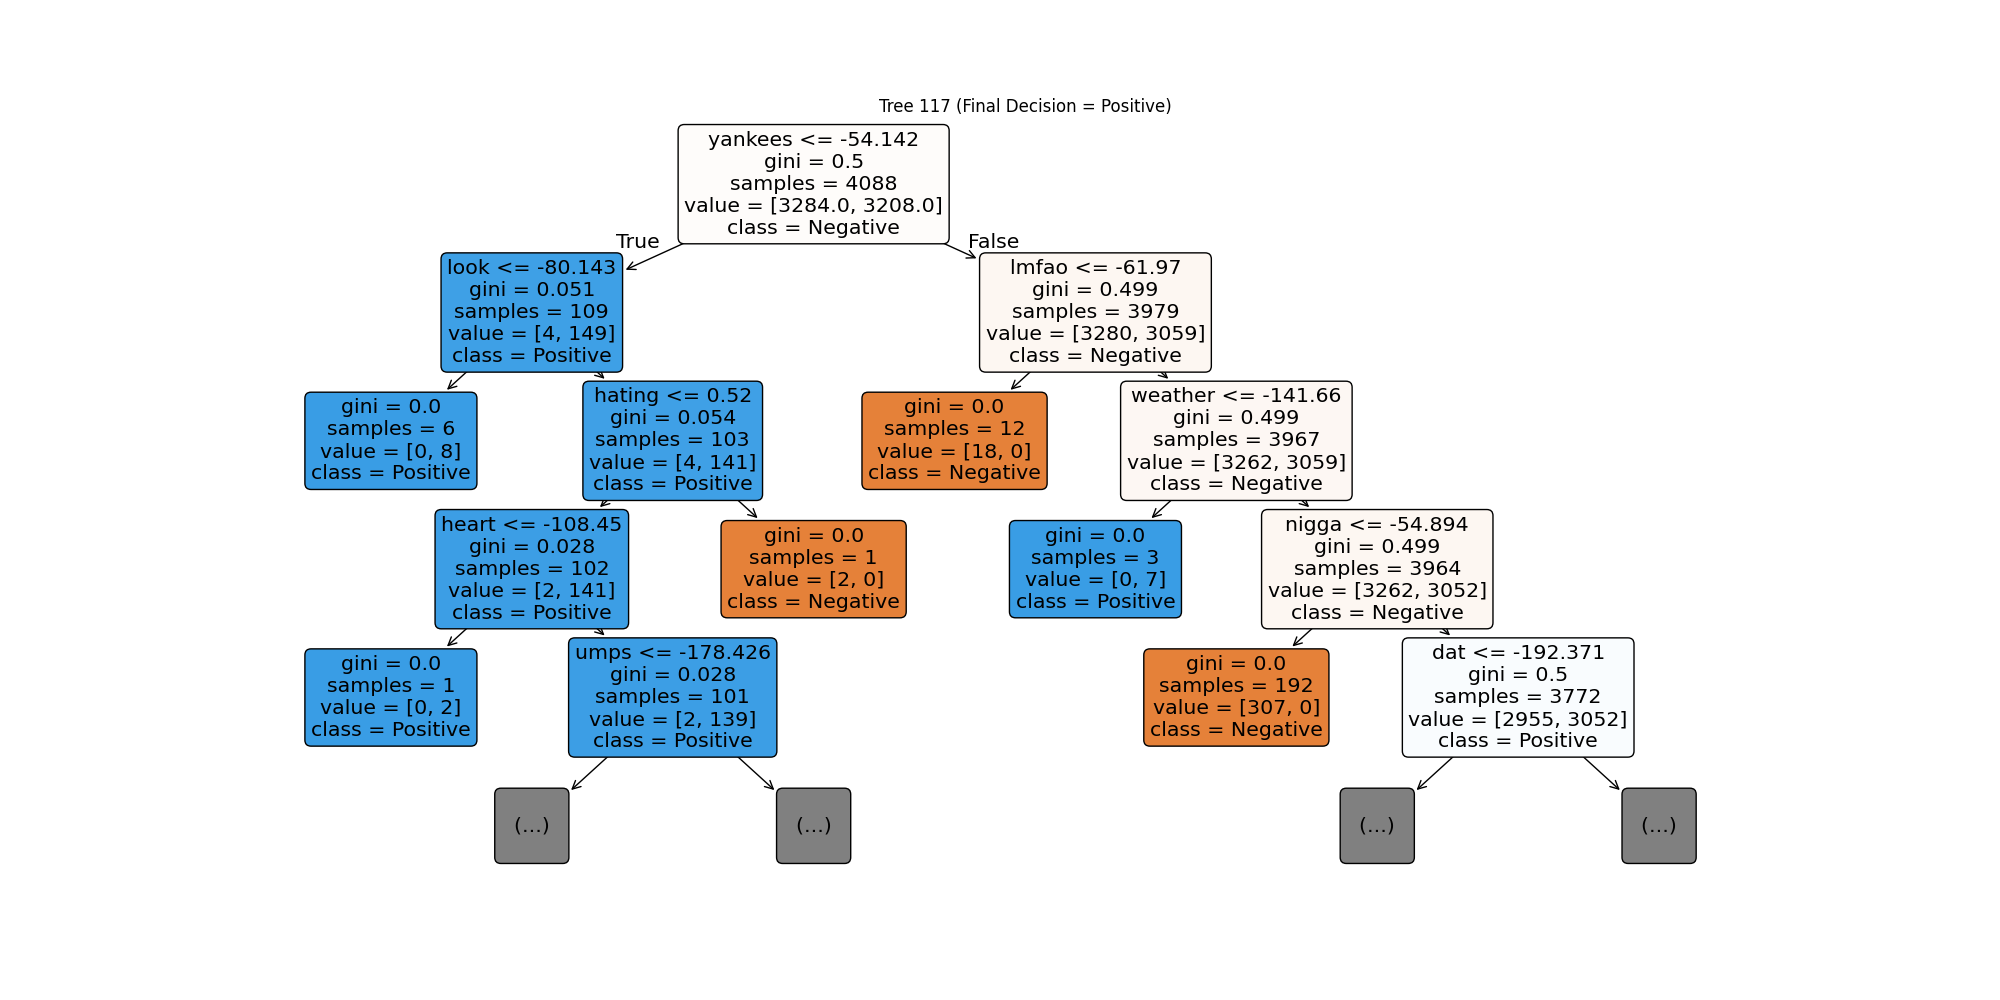 Tree 117 (Final Decision = Positive)
yankees <= -54.142
gini = 0.5
samples = 4088
value = [3284.0, 3208.0]
class = Negative
True
False
look <= -80.143
gini = 0.051
samples = 109
value = [4, 149]
class = Positive
lmfao <= -61.97
gini = 0.499
samples = 3979
value = [3280, 3059]
class = Negative
gini = 0.0
samples = 6
value = [0, 8]
class = Positive
hating <= 0.52
gini = 0.054
samples = 103
value = [4, 141]
class = Positive
gini = 0.0
samples = 12
value = [18, 0]
class = Negative
weather <= -141.66
gini = 0.499
samples = 3967
value = [3262, 3059]
class = Negative
heart <= -108.45
gini = 0.028
samples = 102
value = [2, 141]
class = Positive
gini = 0.0
samples = 1
value = [2, 0]
class = Negative
gini = 0.0
samples = 3
value = [0, 7]
class = Positive
nigga <= -54.894
gini = 0.499
samples = 3964
value = [3262, 3052]
class = Negative
gini = 0.0
samples = 1
value = [0, 2]
class = Positive
umps <= -178.426
gini = 0.028
samples = 101
value = [2, 139]
class = Positive
gini = 0.0
samples = 192
value = [307, 0]
class = Negative
dat <= -192.371
gini = 0.5
samples = 3772
value = [2955, 3052]
class = Positive
(...)
(...)
(...)
(...)